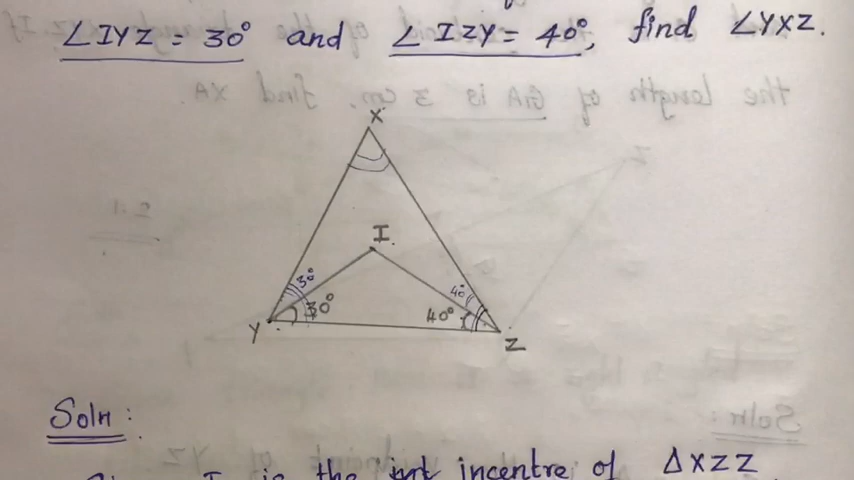 ∠IYZ = 30° and ∠IZY = 40°, find ∠YXZ.
X
I.
30°
30°
40°
40°
Y
Z
Soln:
I is the incentre of ΔXZZ